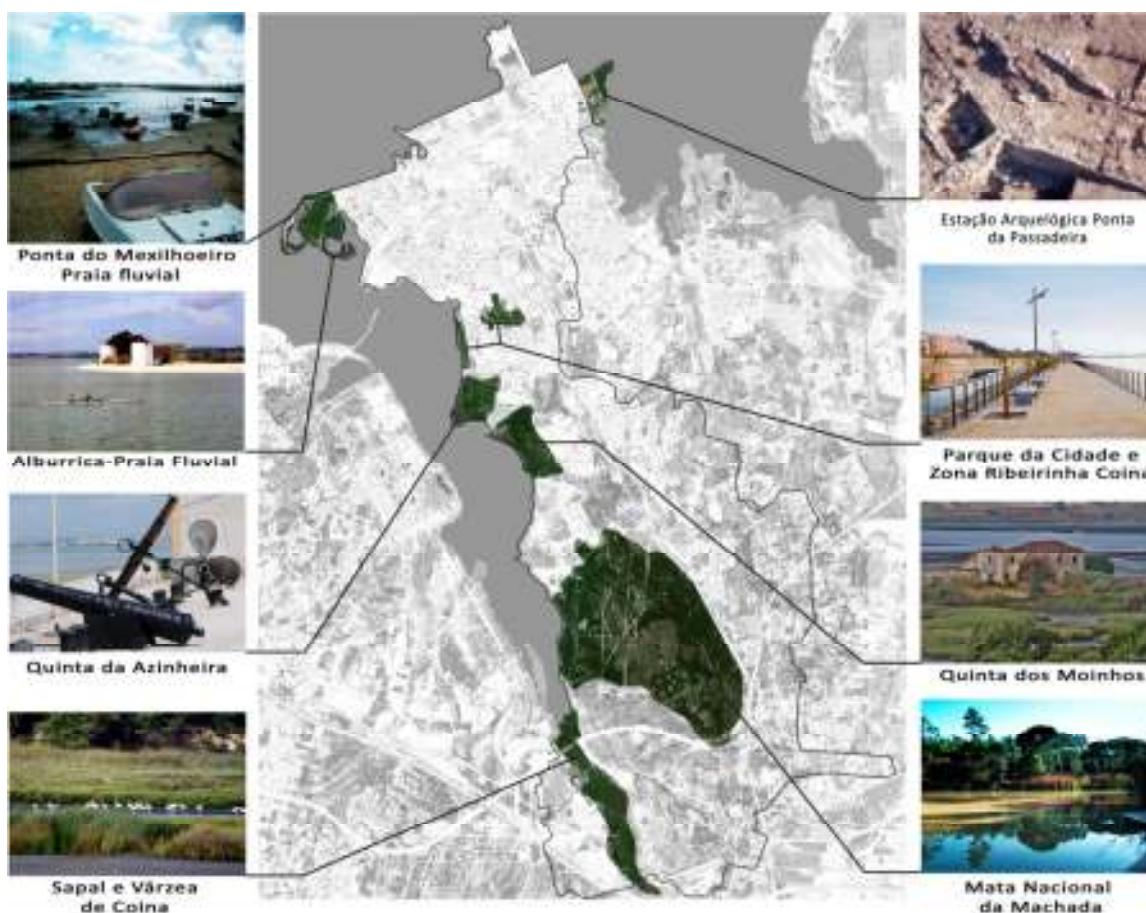 Ponta do Mexilhoeiro
Praia fluvial
Alburrica-Praia Fluvial
Quinta da Azinheira
Sapal e Várzea
de Coina
Estação Arquelógica Ponta
da Passadeira
Parque da Cidade e
Zona Ribeirinha Coina
Quinta dos Moinhos
Mata Nacional
da Machada